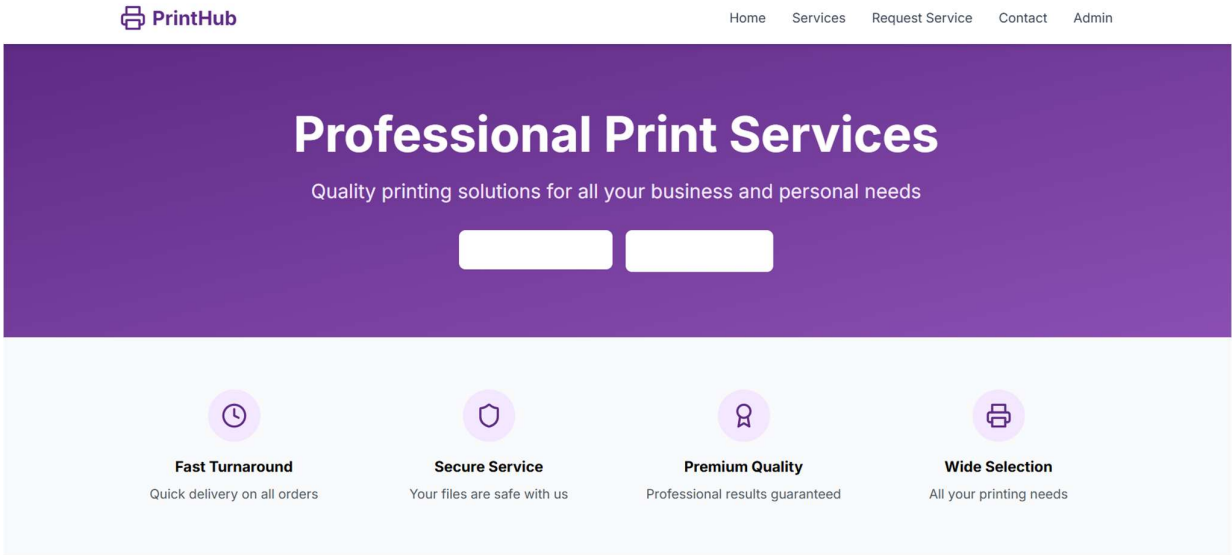 PrintHub
Home Services Request Service Contact Admin
Professional Print Services
Quality printing solutions for all your business and personal needs
Fast Turnaround
Secure Service
Premium Quality
Wide Selection
Quick delivery on all orders
Your files are safe with us
Professional results guaranteed
All your printing needs